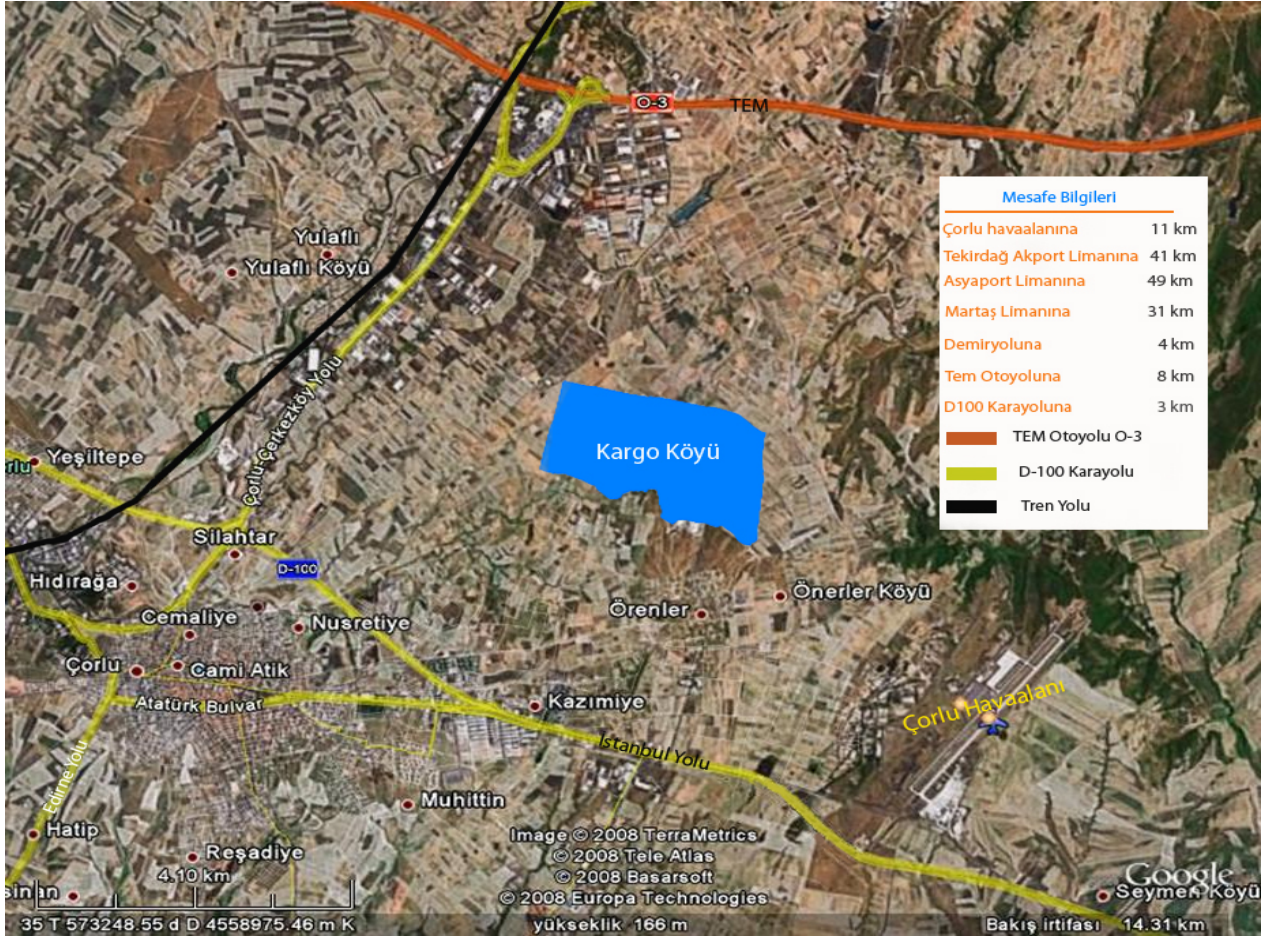 O-3
TEM
Mesafe Bilgileri
Çorlu havaalanına 11 km
Tekirdağ Akport Limanına 41 km
Asyaport Limanına 49 km
Martaş Limanına 31 km
Demiryoluna 4 km
Tem Otoyoluna 8 km
D100 Karayoluna 3 km
TEM Otoyolu O-3
D-100 Karayolu
Tren Yolu
Yulaflı
Yulaflı Köyü
Çorlu-Çerkezköy Yolu
Kargo Köyü
Yeşiltepe
Silahtar
D-100
Hıdırağa
Cemaliye
Nusretiye
Örenler
Önerler Köyü
Çorlu
Cami Atik
Atatürk Bulvar
Kazımiye
Çorlu Havaalanı
İstanbul Yolu
Edirne Yolu
Muhittin
Hatip
Reşadiye
4.10 km
sinan
Image © 2008 TerraMetrics
© 2008 Tele Atlas
© 2008 Basarsoft
© 2008 Europa Technologies
Google
Seymen Köyü
35 T 573248.55 d D 4558975.46 m K
yükseklik 166 m
Bakış irtifası 14.31 km